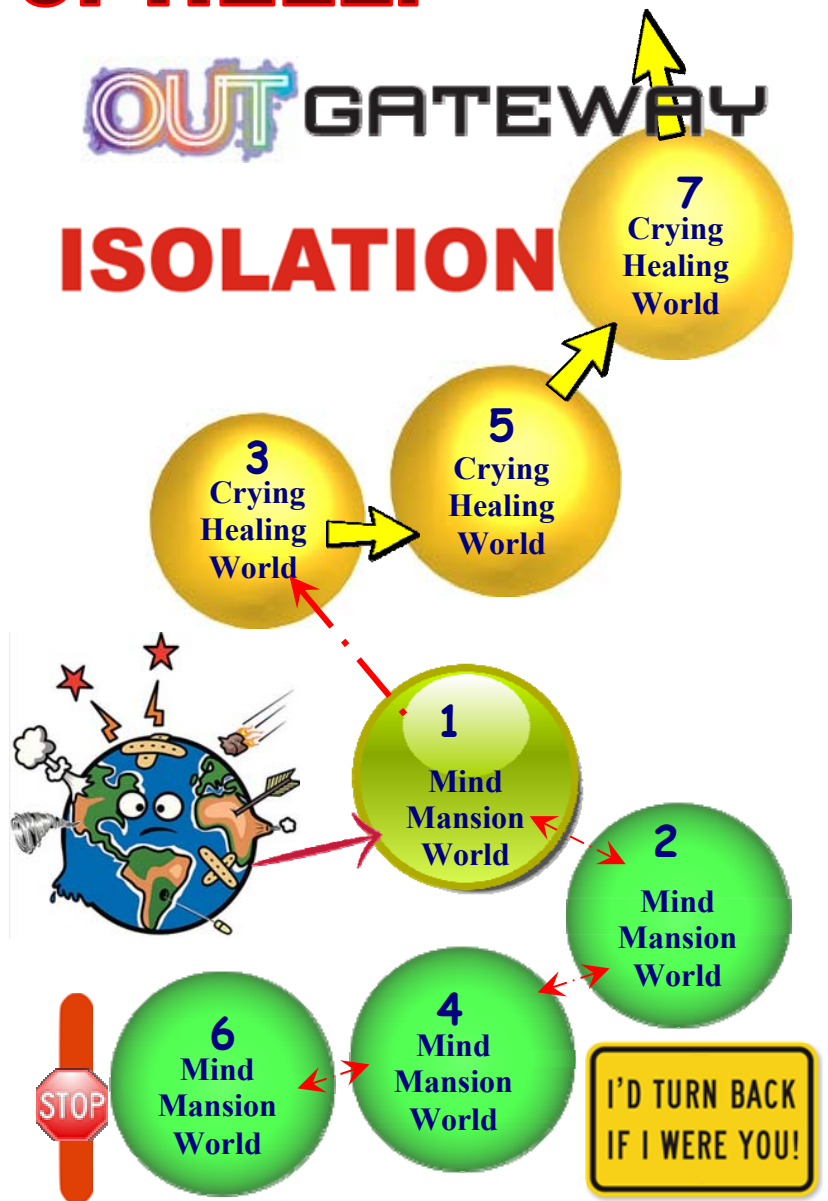 OUT GATEWAY
7
Crying
Healing
World
ISOLATION
5
Crying
Healing
World
3
Crying
Healing
World
1
Mind
Mansion
World
2
Mind
Mansion
World
4
Mind
Mansion
World
6
Mind
Mansion
World
STOP
I'D TURN BACK
IF I WERE YOU!